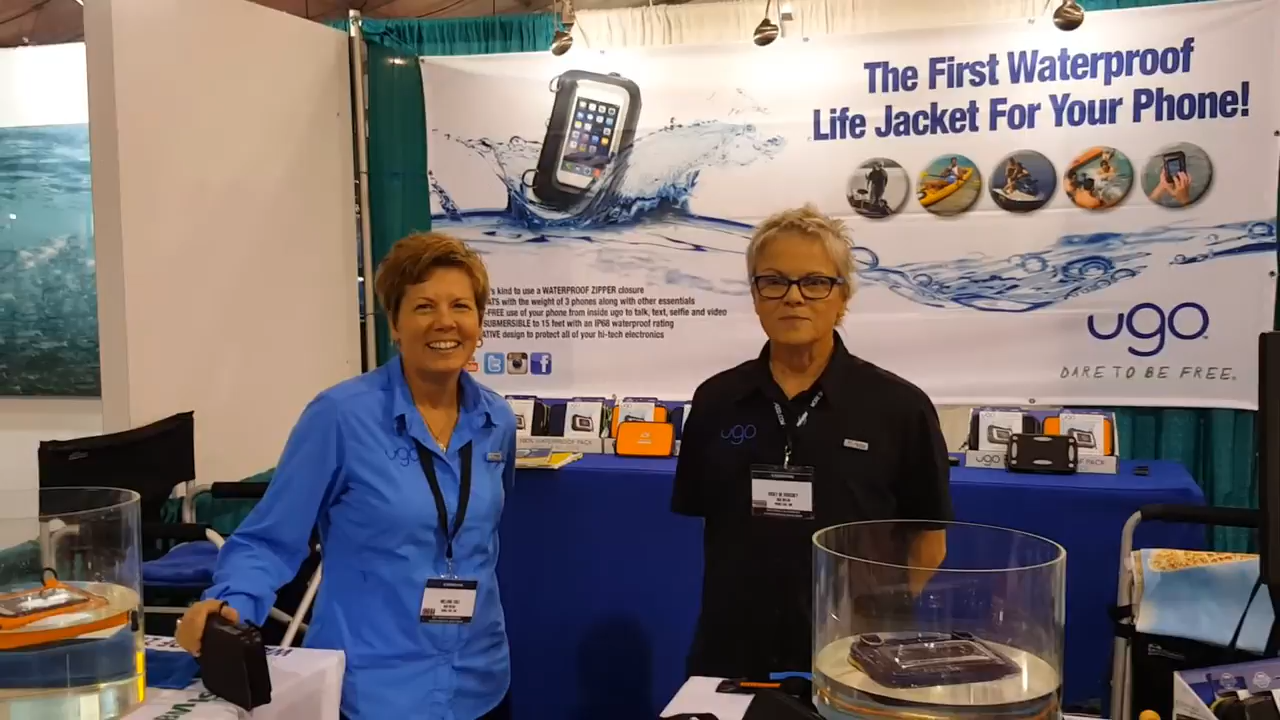 The First Waterproof
Life Jacket For Your Phone!
kind to use a WATERPROOF ZIPPER closure
with the weight of 3 phones along with other essentials
-FREE use of your phone from inside ugo to talk, text, selfie and video
SUBMERSIBLE to 15 feet with an IP68 waterproof rating
design to protect all of your hi-tech electronics
ugo
DARE TO BE FREE
ugo
ugo
100% WATERPROOF PACK
ugo